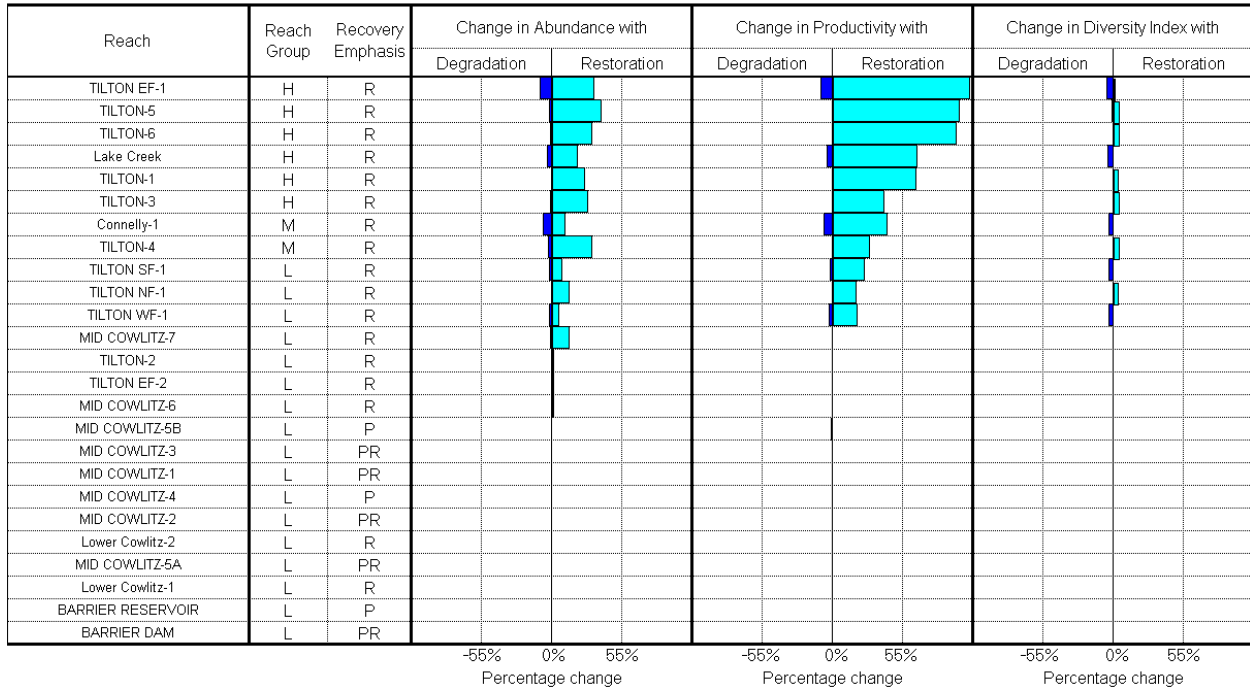 Reach
Reach Group
Recovery Emphasis
Change in Abundance with
Change in Productivity with
Change in Diversity Index with
Degradation Restoration Degradation Restoration Degradation Restoration
TILTON EF-1 H R
TILTON-5 H R
TILTON-6 H R
Lake Creek H R
TILTON-1 H R
TILTON-3 H R
Connelly-1 M R
TILTON-4 M R
TILTON SF-1 L R
TILTON NF-1 L R
TILTON WF-1 L R
MID COWLITZ-7 L R
TILTON-2 L R
TILTON EF-2 L R
MID COWLITZ-6 L R
MID COWLITZ-5B L P
MID COWLITZ-3 L PR
MID COWLITZ-1 L PR
MID COWLITZ-4 L P
MID COWLITZ-2 L PR
Lower Cowlitz-2 L R
MID COWLITZ-5A L PR
Lower Cowlitz-1 L R
BARRIER RESERVOIR L P
BARRIER DAM L PR
-55% 0% 55% -55% 0% 55% -55% 0% 55%
Percentage change Percentage change Percentage change